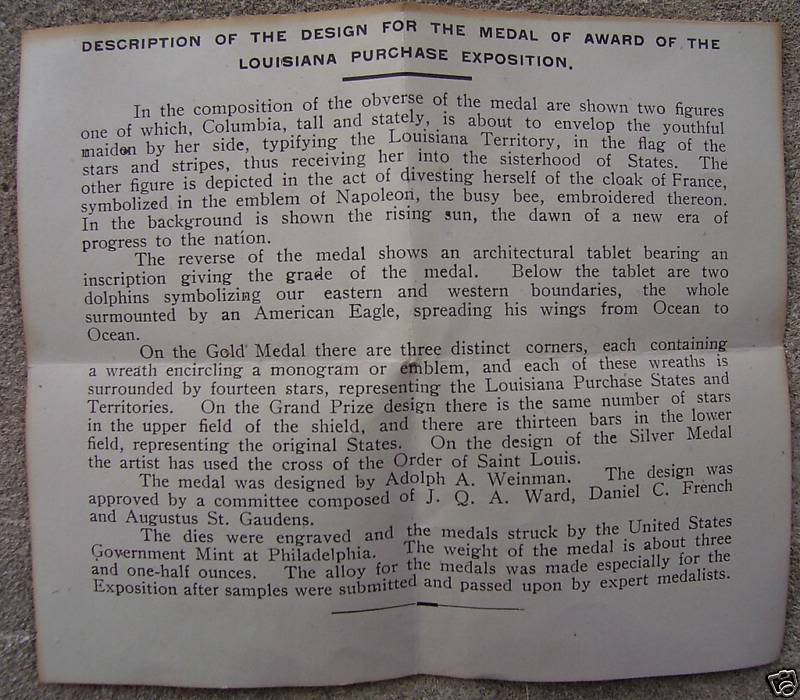 DESCRIPTION OF THE DESIGN FOR THE MEDAL OF AWARD OF THE
LOUISIANA PURCHASE EXPOSITION.
In the composition of the obverse of the medal are shown two figures
one of which, Columbia, tall and stately, is about to envelop the youthful
maiden by her side, typifying the Louisiana Territory, in the flag of the
stars and stripes, thus receiving her into the sisterhood of States. The
other figure is depicted in the act of divesting herself of the cloak of France,
symbolized in the emblem of Napoleon, the busy bee, embroidered thereon.
In the background is shown the rising sun, the dawn of a new era of
progress to the nation.
The reverse of the medal shows an architectural tablet bearing an
inscription giving the grade of the medal. Below the tablet are two
dolphins symbolizing our eastern and western boundaries, the whole
surmounted by an American Eagle, spreading his wings from Ocean to
Ocean.
On the Gold Medal there are three distinct corners, each containing
a wreath encircling a monogram or emblem, and each of these wreaths is
surrounded by fourteen stars, representing the Louisiana Purchase States and
Territories. On the Grand Prize design there is the same number of stars
in the upper field of the shield, and there are thirteen bars in the lower
field, representing the original States. On the design of the Silver Medal
the artist has used the cross of the Order of Saint Louis.
The medal was designed by Adolph A. Weinman. The design was
approved by a committee composed of J. Q. A. Ward, Daniel C. French
and Augustus St. Gaudens.
The dies were engraved and the medals struck by the United States
Government Mint at Philadelphia. The weight of the medal is about three
and one-half ounces. The alloy for the medals was made especially for the
Exposition after samples were submitted and passed upon by expert medalists.